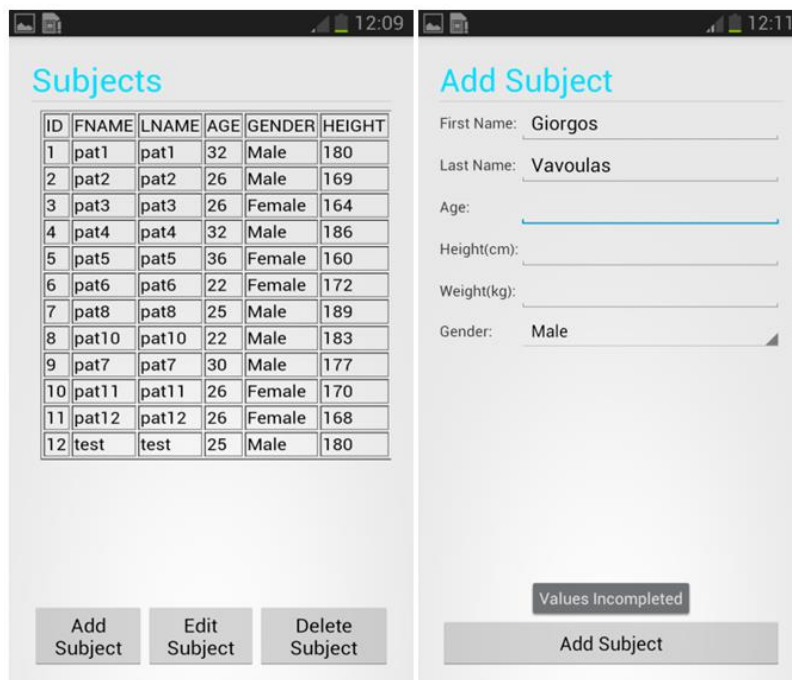 12:09
Subjects
ID FNAME LNAME AGE GENDER HEIGHT
1 pat1 pat1 32 Male 180
2 pat2 pat2 26 Male 169
3 pat3 pat3 26 Female 164
4 pat4 pat4 32 Male 186
5 pat5 pat5 36 Female 160
6 pat6 pat6 22 Female 172
7 pat8 pat8 25 Male 189
8 pat10 pat10 22 Male 183
9 pat7 pat7 30 Male 177
10 pat11 pat11 26 Female 170
11 pat12 pat12 26 Female 168
12 test test 25 Male 180
Add
Subject
Edit
Subject
Delete
Subject
12:11
Add Subject
First Name: Giorgos
Last Name: Vavoulas
Age:
Height(cm):
Weight(kg):
Gender: Male
Values Incompleted
Add Subject